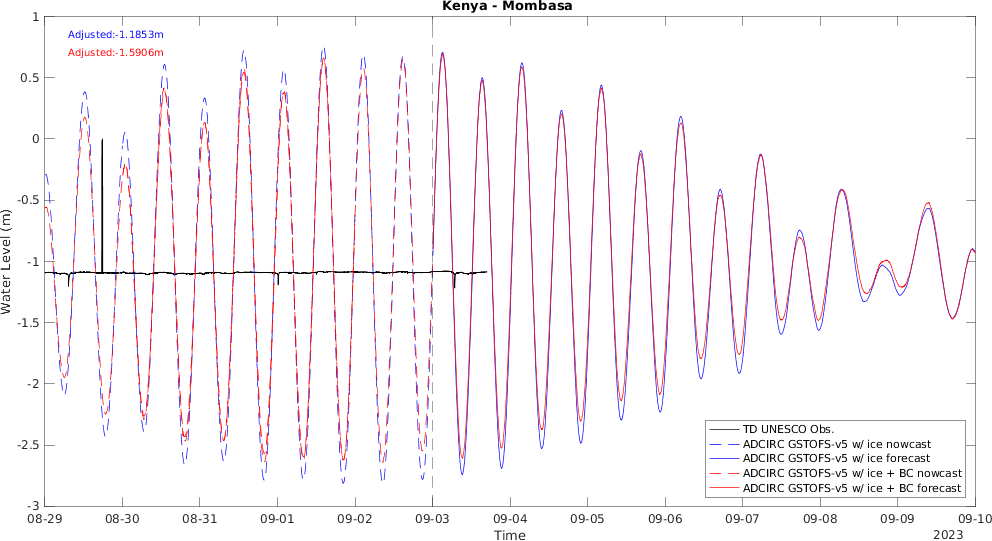 Kenya - Mombasa
Adjusted:-1.1853m
Adjusted:-1.5906m
1
0.5
0
-0.5
-1
-1.5
-2
-2.5
-3
Water Level (m)
TD UNESCO Obs.
ADCIRC GSTOFS-v5 w/ ice nowcast
ADCIRC GSTOFS-v5 w/ ice forecast
ADCIRC GSTOFS-v5 w/ ice + BC nowcast
ADCIRC GSTOFS-v5 w/ ice + BC forecast
08-29 08-30 08-31 09-01 09-02 09-03 09-04 09-05 09-06 09-07 09-08 09-09 09-10
Time
2023